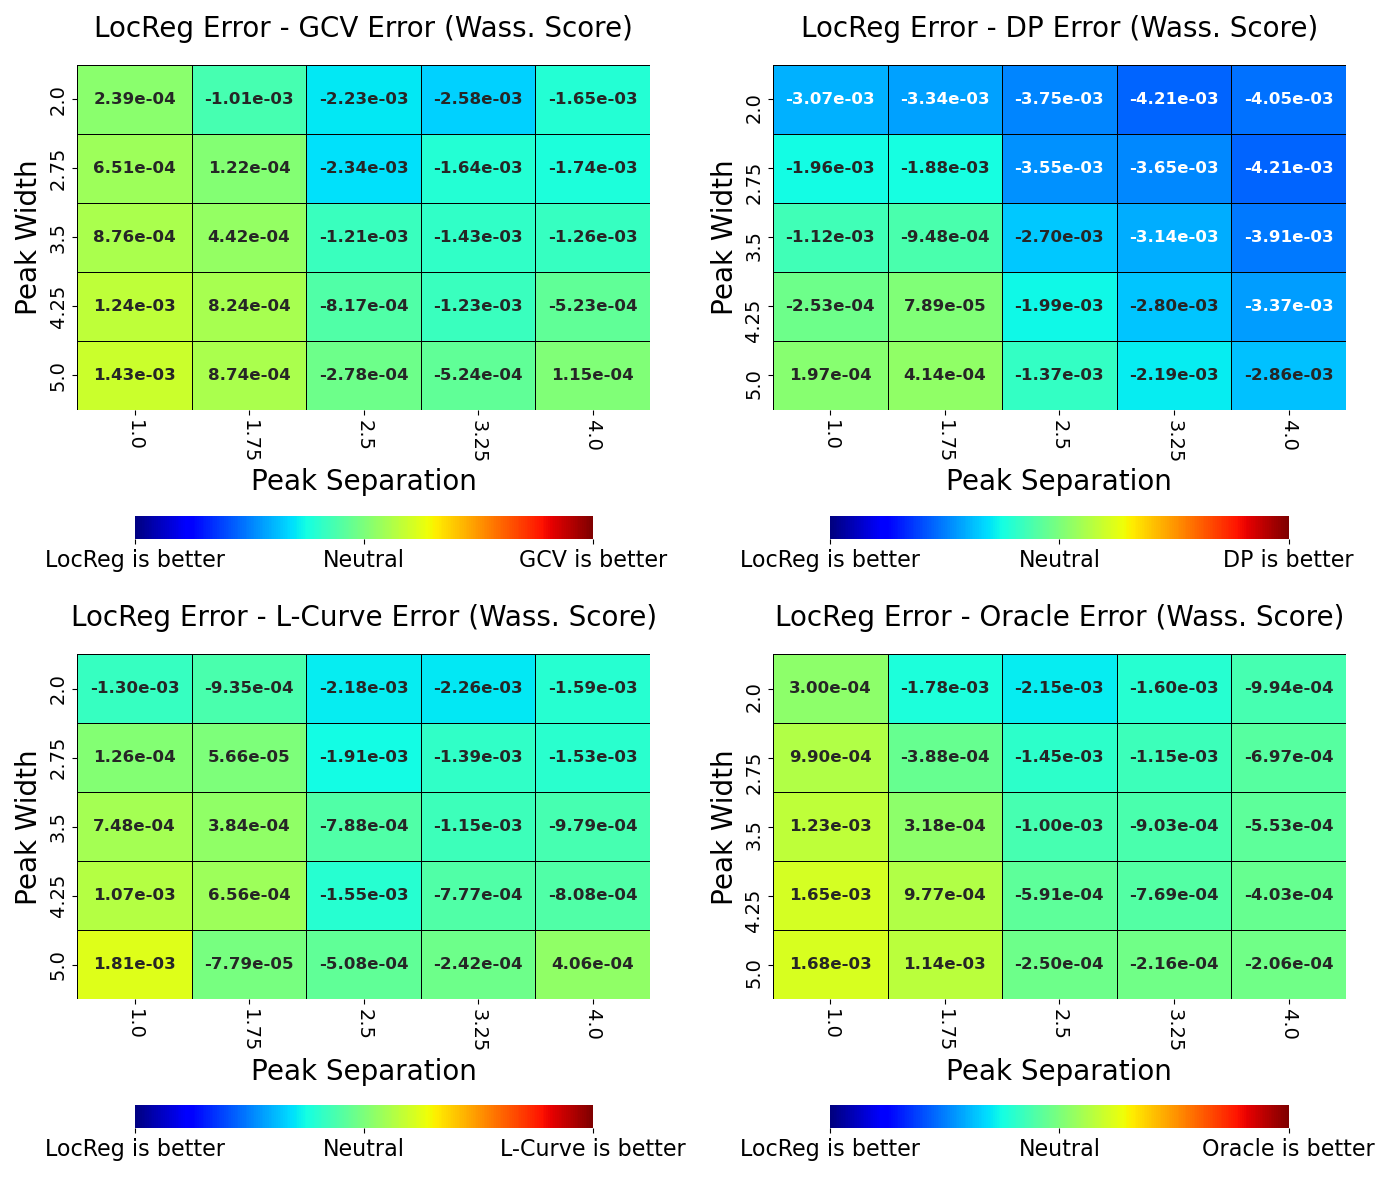 LocReg Error - GCV Error (Wass. Score)
Peak Width
2.0 2.39e-04 -1.01e-03 -2.23e-03 -2.58e-03 -1.65e-03
2.75 6.51e-04 1.22e-04 -2.34e-03 -1.64e-03 -1.74e-03
3.5 8.76e-04 4.42e-04 -1.21e-03 -1.43e-03 -1.26e-03
4.25 1.24e-03 8.24e-04 -8.17e-04 -1.23e-03 -5.23e-04
5.0 1.43e-03 8.74e-04 -2.78e-04 -5.24e-04 1.15e-04
1.0 1.75 2.5 3.25 4.0
Peak Separation
LocReg is better Neutral GCV is better
LocReg Error - DP Error (Wass. Score)
Peak Width
2.0 -3.07e-03 -3.34e-03 -3.75e-03 -4.21e-03 -4.05e-03
2.75 -1.96e-03 -1.88e-03 -3.55e-03 -3.65e-03 -4.21e-03
3.5 -1.12e-03 -9.48e-04 -2.70e-03 -3.14e-03 -3.91e-03
4.25 -2.53e-04 7.89e-05 -1.99e-03 -2.80e-03 -3.37e-03
5.0 1.97e-04 4.14e-04 -1.37e-03 -2.19e-03 -2.86e-03
1.0 1.75 2.5 3.25 4.0
Peak Separation
LocReg is better Neutral DP is better
LocReg Error - L-Curve Error (Wass. Score)
Peak Width
2.0 -1.30e-03 -9.35e-04 -2.18e-03 -2.26e-03 -1.59e-03
2.75 1.26e-04 5.66e-05 -1.91e-03 -1.39e-03 -1.53e-03
3.5 7.48e-04 3.84e-04 -7.88e-04 -1.15e-03 -9.79e-04
4.25 1.07e-03 6.56e-04 -1.55e-03 -7.77e-04 -8.08e-04
5.0 1.81e-03 -7.79e-05 -5.08e-04 -2.42e-04 4.06e-04
1.0 1.75 2.5 3.25 4.0
Peak Separation
LocReg is better Neutral L-Curve is better
LocReg Error - Oracle Error (Wass. Score)
Peak Width
2.0 3.00e-04 -1.78e-03 -2.15e-03 -1.60e-03 -9.94e-04
2.75 9.90e-04 -3.88e-04 -1.45e-03 -1.15e-03 -6.97e-04
3.5 1.23e-03 3.18e-04 -1.00e-03 -9.03e-04 -5.53e-04
4.25 1.65e-03 9.77e-04 -5.91e-04 -7.69e-04 -4.03e-04
5.0 1.68e-03 1.14e-03 -2.50e-04 -2.16e-04 -2.06e-04
1.0 1.75 2.5 3.25 4.0
Peak Separation
LocReg is better Neutral Oracle is better